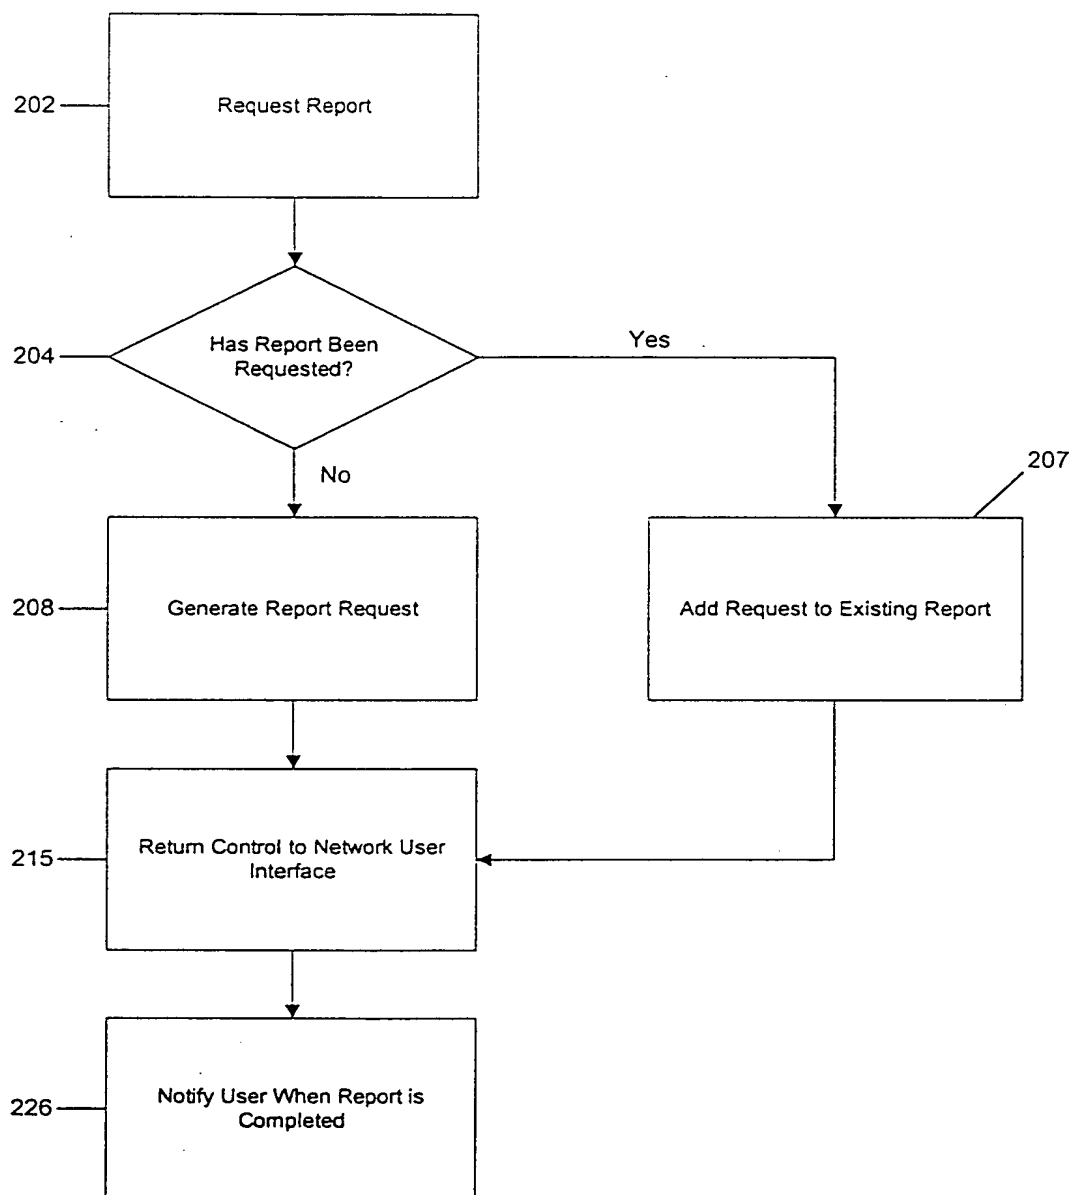 202
Request Report
204
Has Report Been
Requested?
Yes
No
207
208
Generate Report Request
Add Request to Existing Report
215
Return Control to Network User
Interface
226
Notify User When Report is
Completed